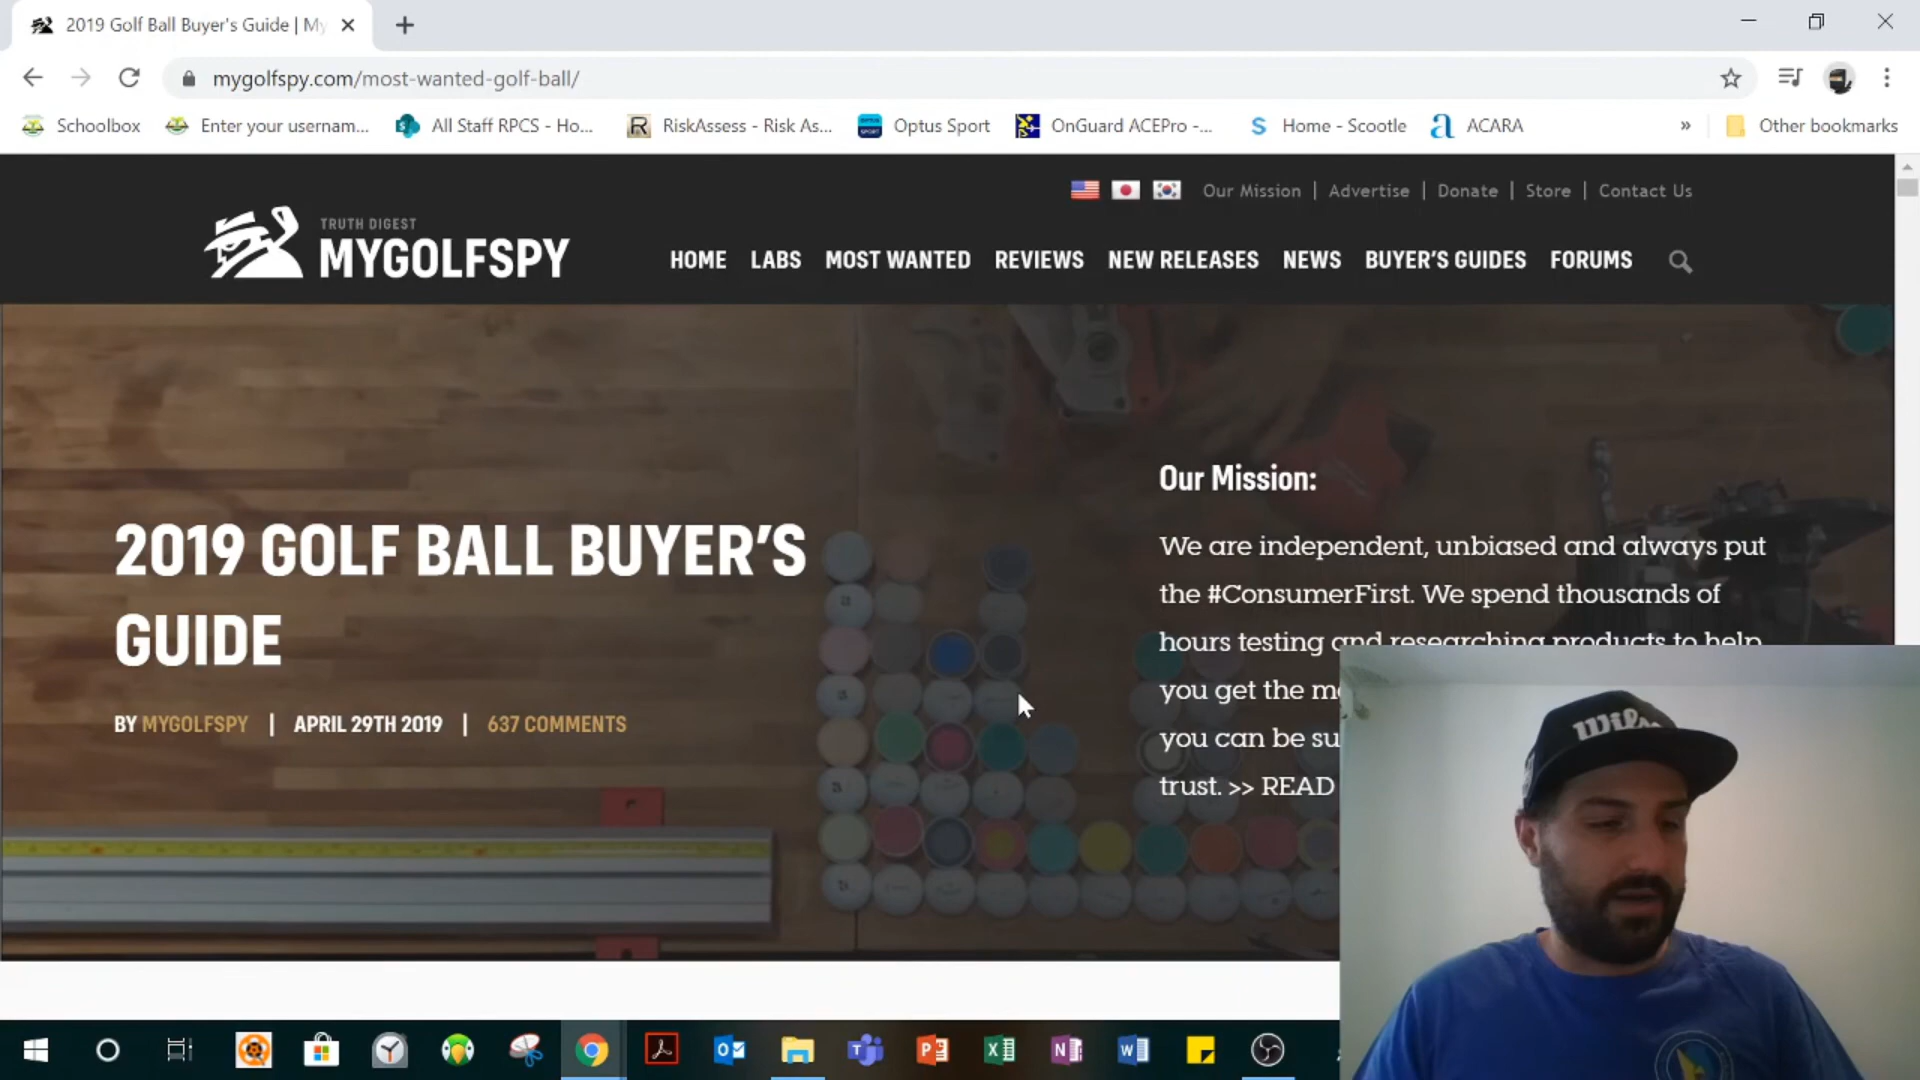 2019 Golf Ball Buyer's Guide | My
mygolfspy.com/most-wanted-golf-ball/
Schoolbox
Enter your usernam...
All Staff RPCS - Ho...
RiskAssess - Risk As...
Optus Sport
OnGuard ACEPro -...
Home - Scootle
ACARA
»
Other bookmarks
Our Mission | Advertise | Donate | Store | Contact Us
TRUTH DIGEST
MYGOLFSPY
HOME LABS MOST WANTED REVIEWS NEW RELEASES NEWS BUYER'S GUIDES FORUMS
2019 GOLF BALL BUYER'S
GUIDE
BY MYGOLFSPY | APRIL 29TH 2019 | 637 COMMENTS
Our Mission:
We are independent, unbiased and always put
the #ConsumerFirst. We spend thousands of
hours testing and researching products to help
you get the
you can be
trust. >> READ